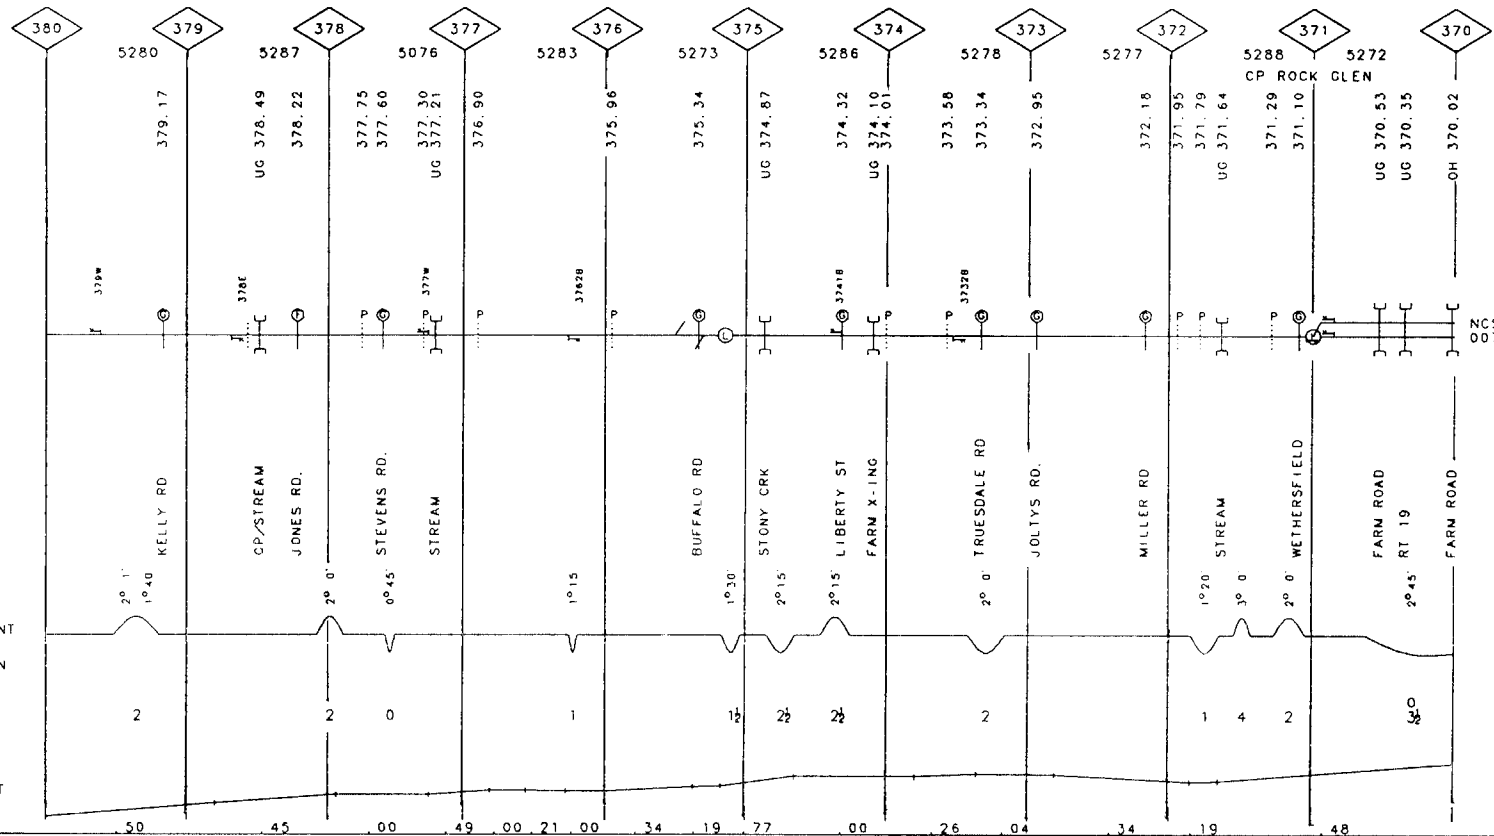 380 379 378 377 376 375 374 373 372 371 370
5280 5287 5076 5283 5273 5286 5278 5277 5288 5272
CP ROCK GLEN
379.17
UG 378.49
378.22
377.75
377.60
377.30
UG 377.21
376.90
375.96
375.34
UG 374.87
374.32
UG 374.10
374.01
373.58
373.34
372.95
372.18
371.95
371.79
UG 371.64
371.29
371.10
UG 370.53
UG 370.35
OH 370.02
379W
378E
377W
3762B
3741B
3732B
G F P G P P P G L G P P G G G P P P G
NCS
00
KELLY RD
CP/STREAM
JONES RD.
STEVENS RD.
STREAM
BUFFALO RD
STONY CRK
LIBERTY ST
FARM X-ING
TRUESDALE RD
JOLTYS RD.
MILLER RD
STREAM
WETHERSFIELD
FARM ROAD
RT 19
FARM ROAD
2° 1'
1°40'
2° 0'
0°45'
1°15'
1°30'
2°15'
2°15'
2° 0'
1°20'
3° 0'
2° 0'
2°45'
NT
N
2 2 0 1 1½ 2½ 2½ 2 1 4 2 0
3½
T
.50 .45 .00 .49 .00 .21 .00 .34 .19 .77 .00 .26 .04 .34 .19 .48